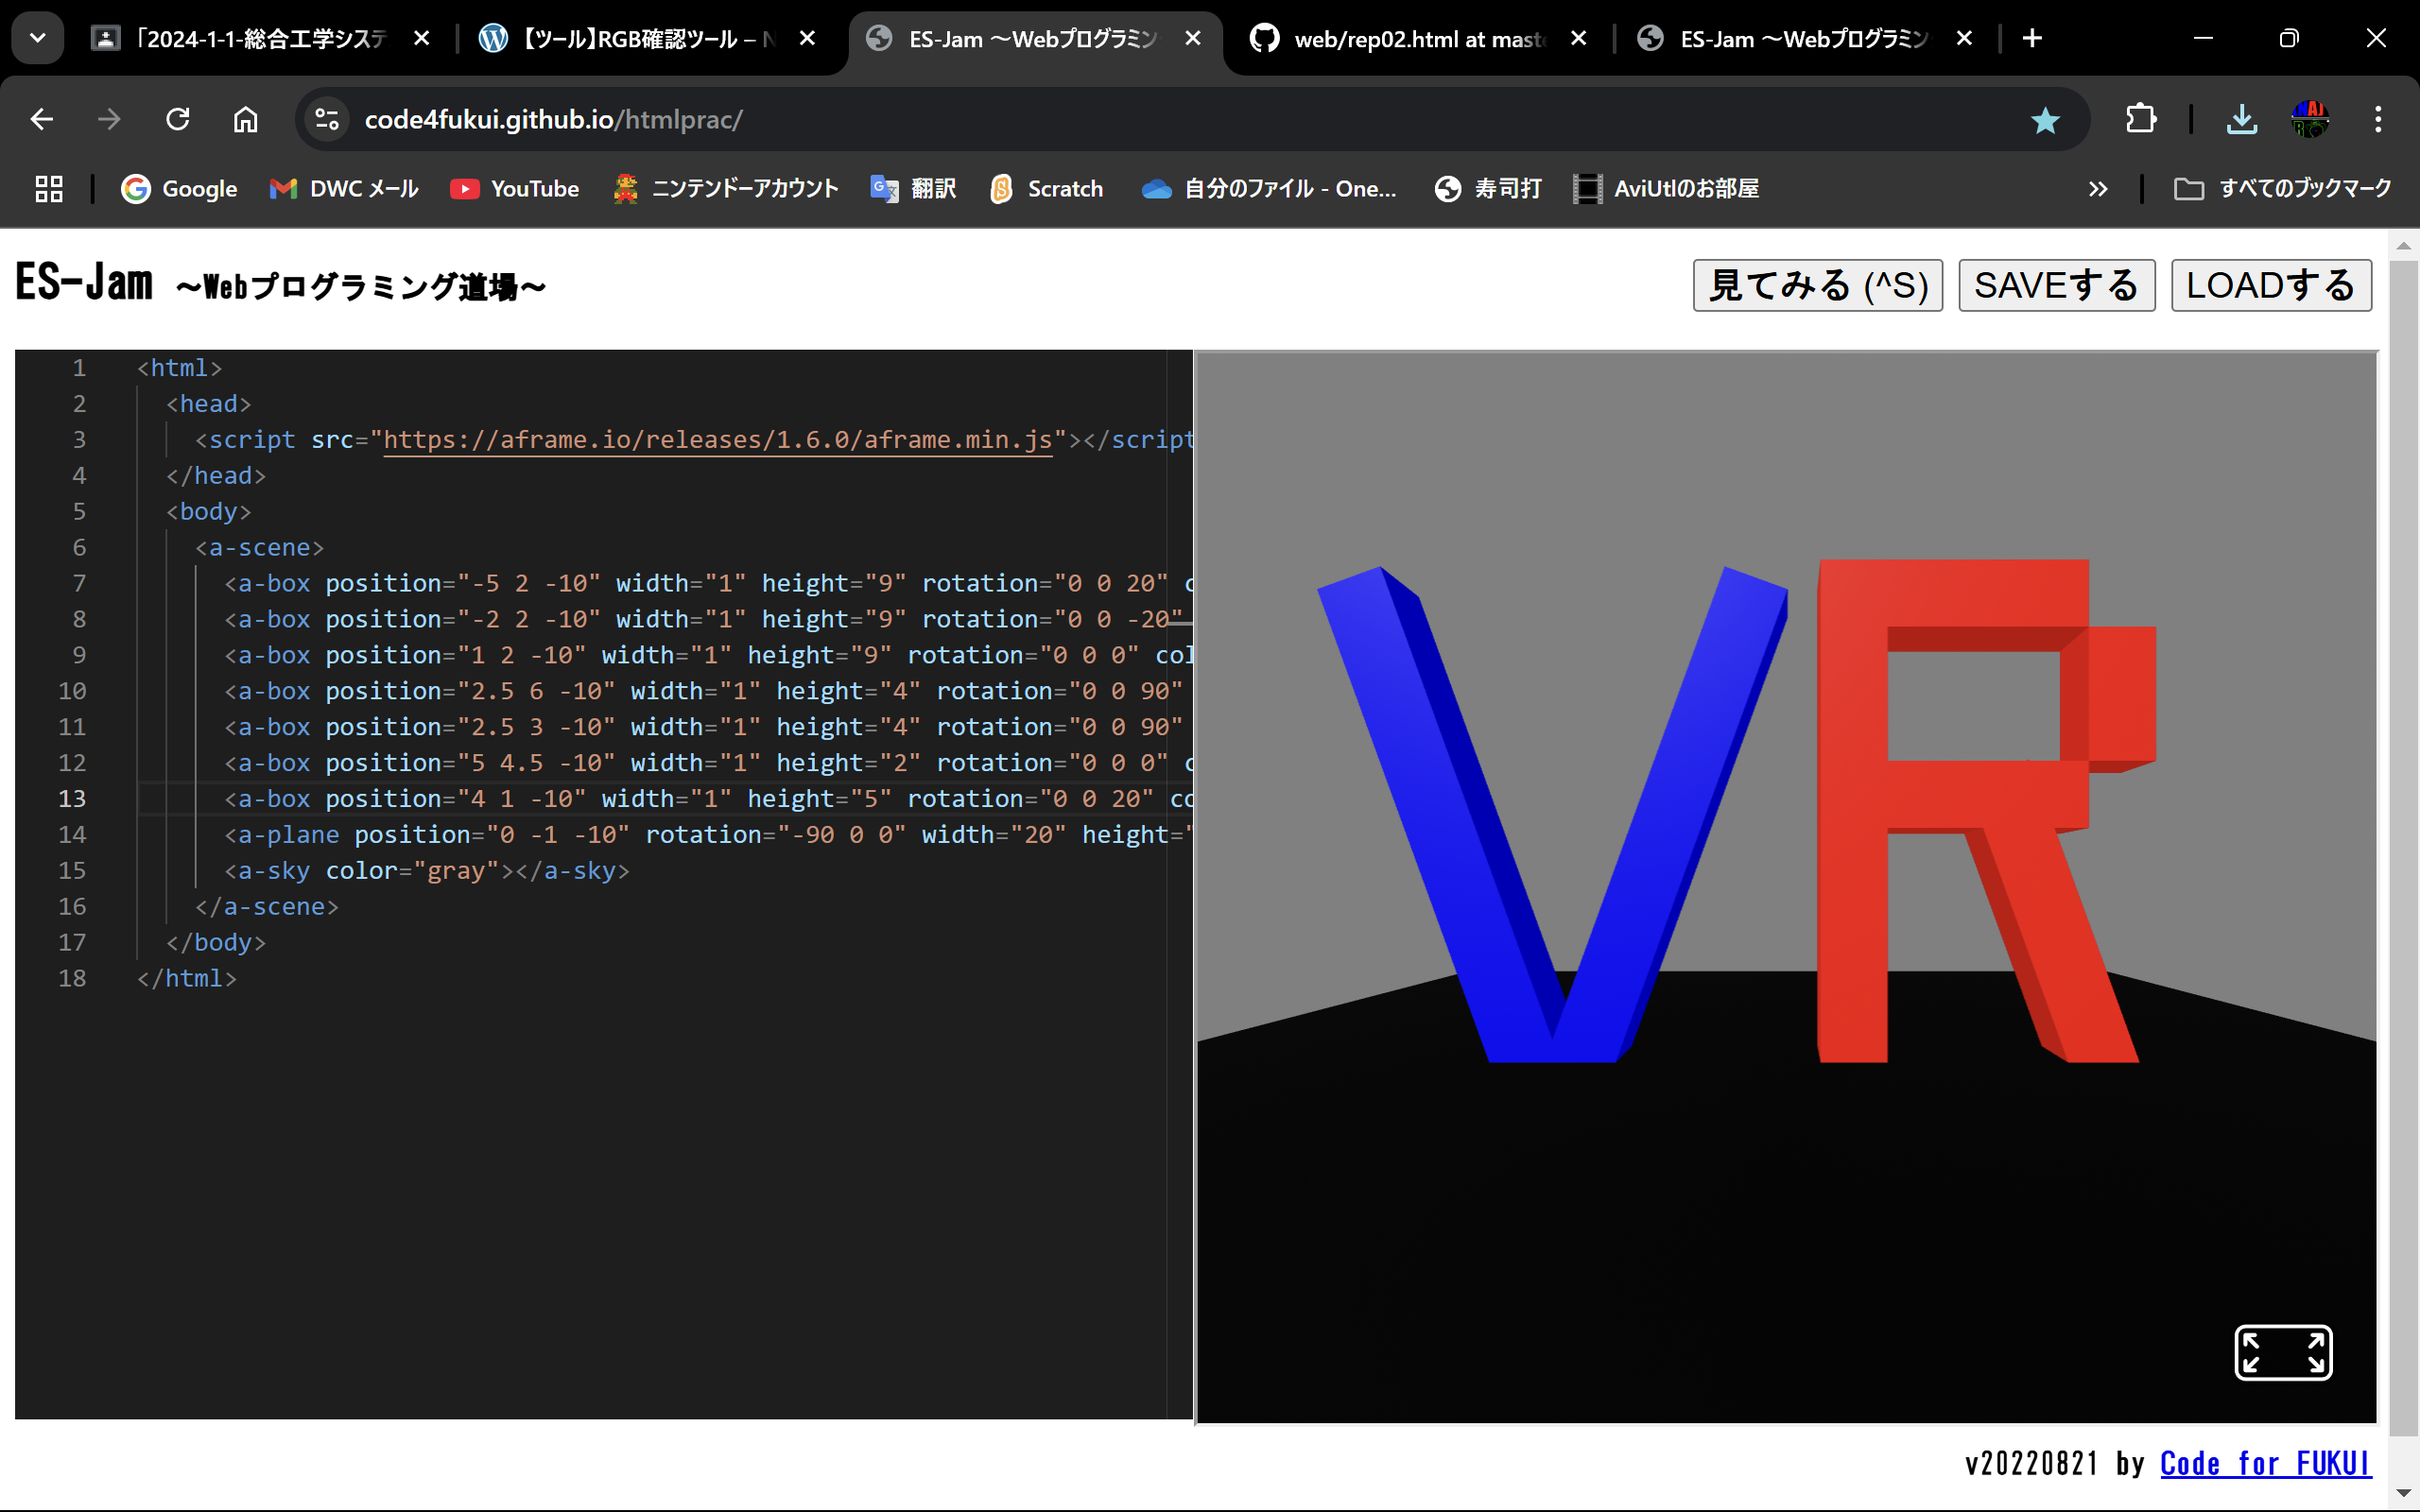 「2024-1-1-総合工学システ
【ツール】RGB確認ツール – N
ES-Jam ～Webプログラミン
web/rep02.html at maste
ES-Jam ～Webプログラミン
code4fukui.github.io/htmlprac/
Google
DWC メール
YouTube
ニンテンドーアカウント
翻訳
Scratch
自分のファイル - One...
寿司打
AviUtlのお部屋
すべてのブックマーク
ES-Jam ～Webプログラミング道場～
見てみる (^S)
SAVEする
LOADする
1 <html>
2 <head>
3 <script src="https://aframe.io/releases/1.6.0/aframe.min.js"></script
4 </head>
5 <body>
6 <a-scene>
7 <a-box position="-5 2 -10" width="1" height="9" rotation="0 0 20" c
8 <a-box position="-2 2 -10" width="1" height="9" rotation="0 0 -20"
9 <a-box position="1 2 -10" width="1" height="9" rotation="0 0 0" col
10 <a-box position="2.5 6 -10" width="1" height="4" rotation="0 0 90"
11 <a-box position="2.5 3 -10" width="1" height="4" rotation="0 0 90"
12 <a-box position="5 4.5 -10" width="1" height="2" rotation="0 0 0" c
13 <a-box position="4 1 -10" width="1" height="5" rotation="0 0 20" co
14 <a-plane position="0 -1 -10" rotation="-90 0 0" width="20" height="
15 <a-sky color="gray"></a-sky>
16 </a-scene>
17 </body>
18 </html>
VR
v20220821 by Code for FUKUI